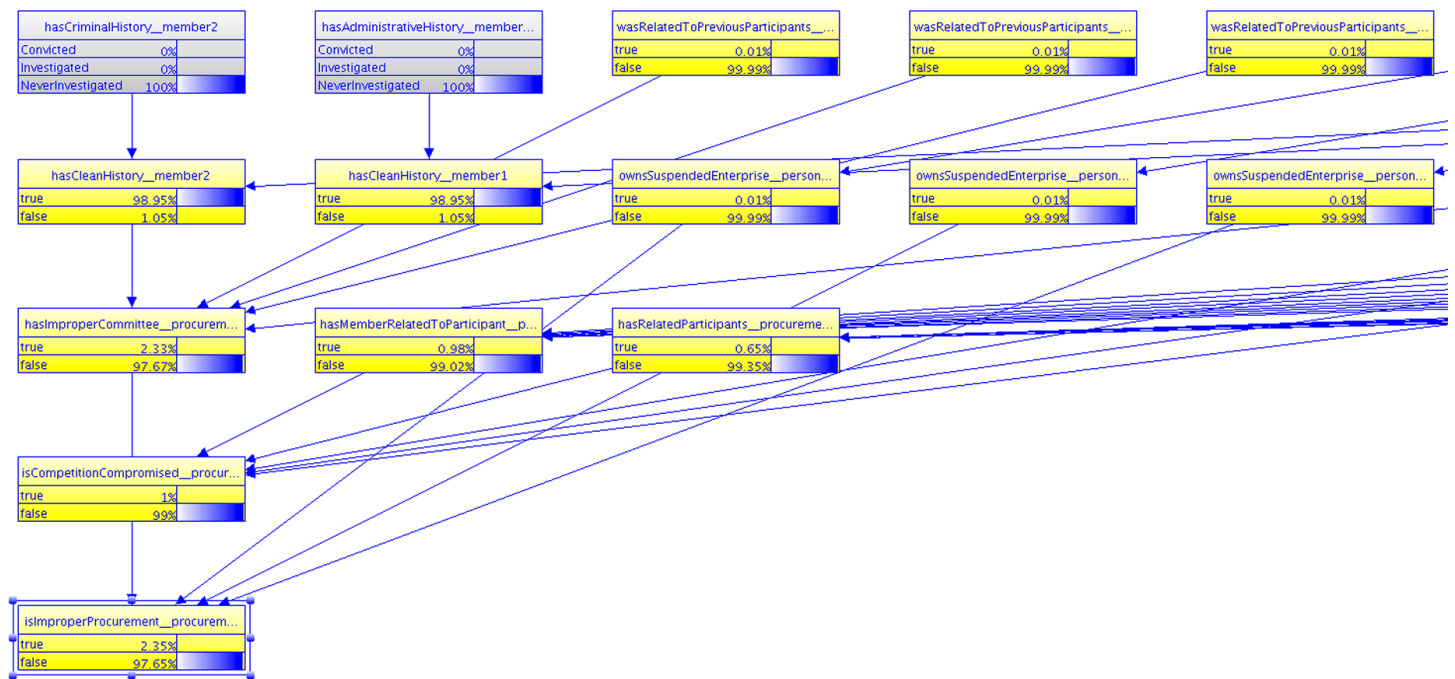 hasCriminalHistory__member2
Convicted 0%
Investigated 0%
NeverInvestigated 100%
hasAdministrativeHistory__member...
Convicted 0%
Investigated 0%
NeverInvestigated 100%
wasRelatedToPreviousParticipants__...
true 0.01%
false 99.99%
wasRelatedToPreviousParticipants__...
true 0.01%
false 99.99%
wasRelatedToPreviousParticipants__...
true 0.01%
false 99.99%
hasCleanHistory__member2
true 98.95%
false 1.05%
hasCleanHistory__member1
true 98.95%
false 1.05%
ownsSuspendedEnterprise__person...
true 0.01%
false 99.99%
ownsSuspendedEnterprise__person...
true 0.01%
false 99.99%
ownsSuspendedEnterprise__person...
true 0.01%
false 99.99%
hasImproperCommittee__procurem...
true 2.33%
false 97.67%
hasMemberRelatedToParticipant__p...
true 0.98%
false 99.02%
hasRelatedParticipants__procureme...
true 0.65%
false 99.35%
isCompetitionCompromised__procur...
true 1%
false 99%
isImproperProcurement__procurem...
true 2.35%
false 97.65%